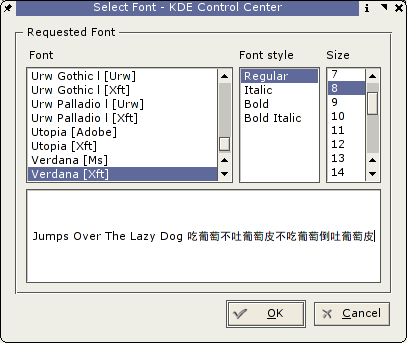 Select Font - KDE Control Center
Requested Font
Font
Font style
Size
Urw Gothic l [Urw]
Urw Gothic l [Xft]
Urw Palladio l [Urw]
Urw Palladio l [Xft]
Utopia [Adobe]
Utopia [Xft]
Verdana [Ms]
Verdana [Xft]
Regular
Italic
Bold
Bold Italic
7
8
9
10
11
12
13
14
Jumps Over The Lazy Dog 吃葡萄不吐葡萄皮不吃葡萄倒吐葡萄皮
OK
Cancel